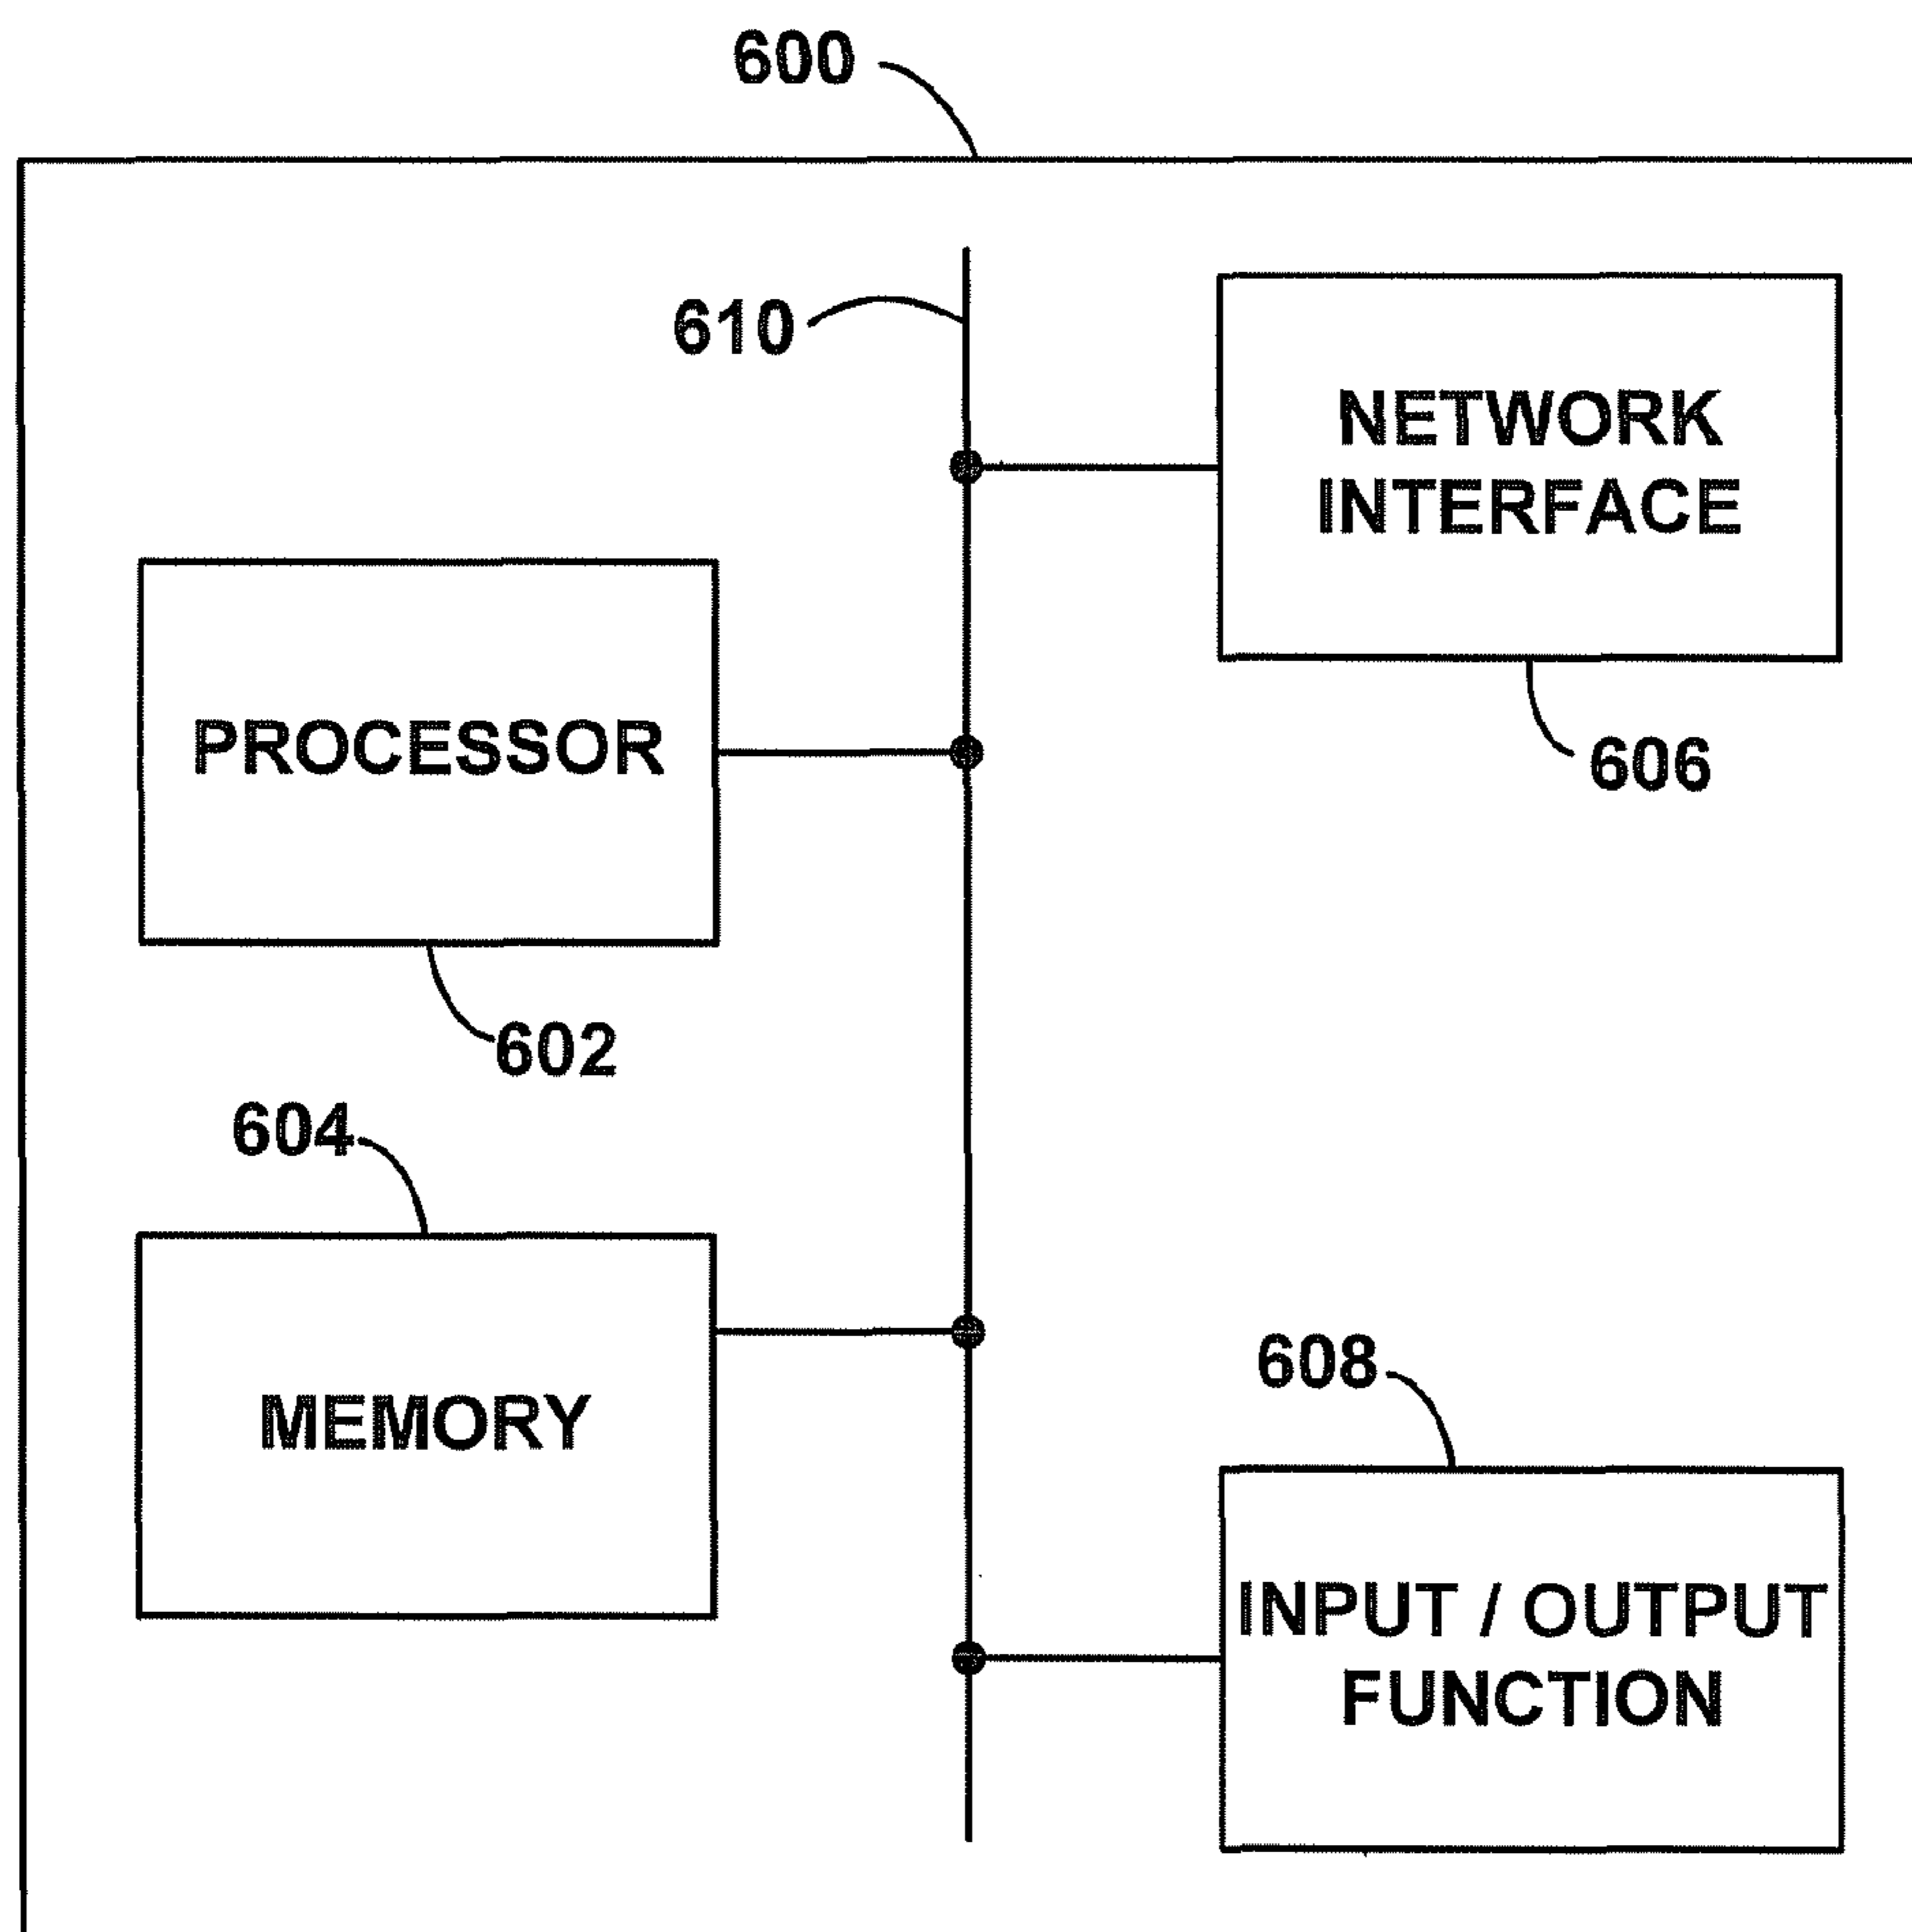 600
610
NETWORK
INTERFACE
606
PROCESSOR
602
604
MEMORY
608
INPUT / OUTPUT
FUNCTION